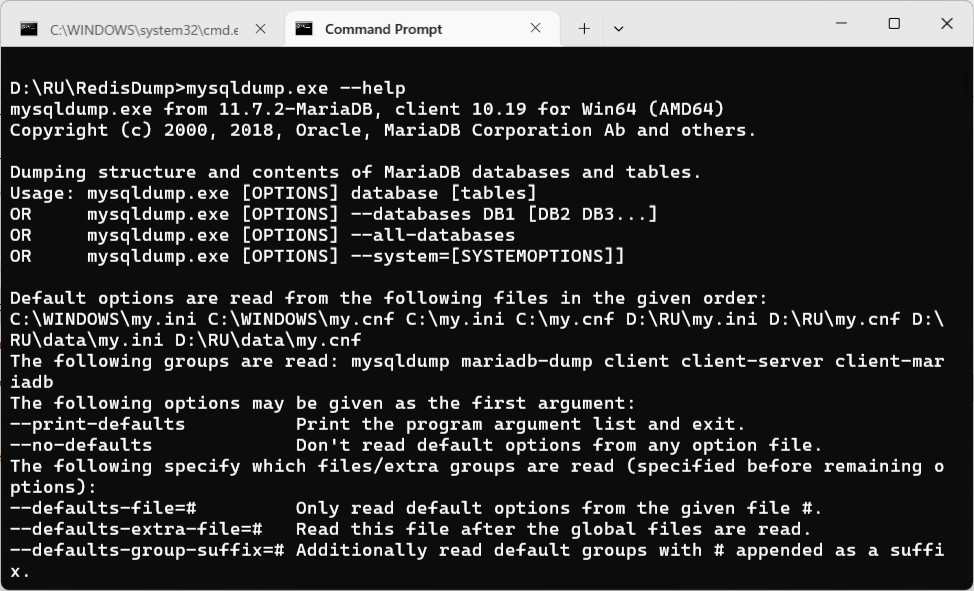 C:\WINDOWS\system32\cmd.e
Command Prompt
D:\RU\RedisDump>mysqldump.exe --help
mysqldump.exe from 11.7.2-MariaDB, client 10.19 for Win64 (AMD64)
Copyright (c) 2000, 2018, Oracle, MariaDB Corporation Ab and others.
Dumping structure and contents of MariaDB databases and tables.
Usage: mysqldump.exe [OPTIONS] database [tables]
OR     mysqldump.exe [OPTIONS] --databases DB1 [DB2 DB3...]
OR     mysqldump.exe [OPTIONS] --all-databases
OR     mysqldump.exe [OPTIONS] --system=[SYSTEMOPTIONS]]
Default options are read from the following files in the given order:
C:\WINDOWS\my.ini C:\WINDOWS\my.cnf C:\my.ini C:\my.cnf D:\RU\my.ini D:\RU\my.cnf D:\
RU\data\my.ini D:\RU\data\my.cnf
The following groups are read: mysqldump mariadb-dump client client-server client-mar
iadb
The following options may be given as the first argument:
--print-defaults          Print the program argument list and exit.
--no-defaults             Don't read default options from any option file.
The following specify which files/extra groups are read (specified before remaining o
ptions):
--defaults-file=#         Only read default options from the given file #.
--defaults-extra-file=#   Read this file after the global files are read.
--defaults-group-suffix=# Additionally read default groups with # appended as a suffi
x.